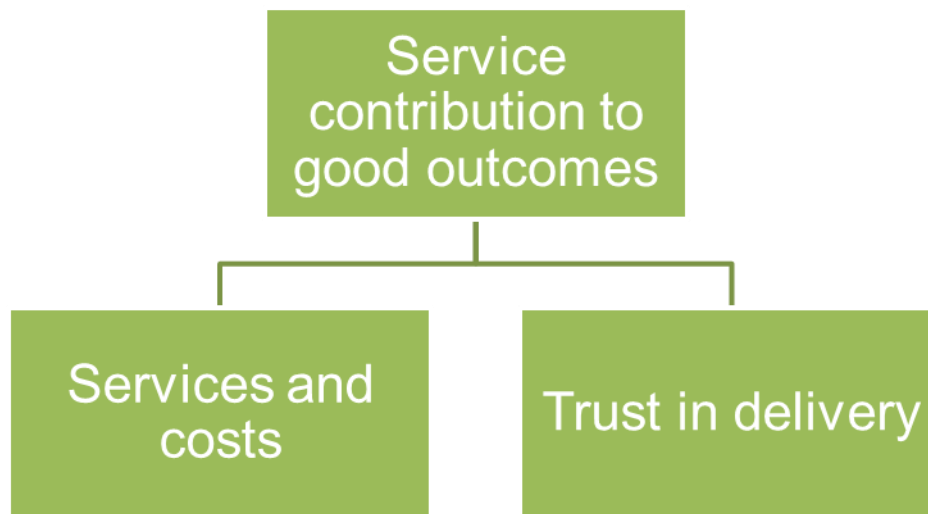 Service
contribution to
good outcomes
Services and
costs
Trust in delivery